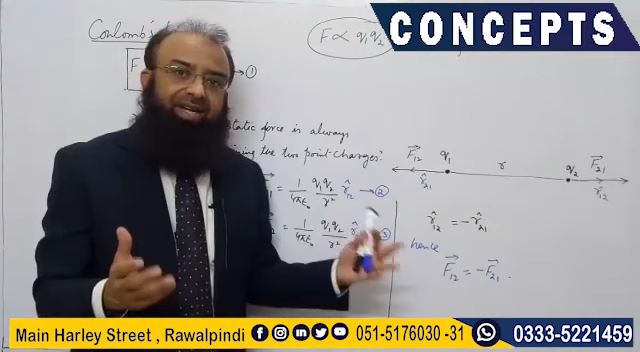 Coulomb's
F ∝ q₁q₂
CONCEPTS
F
→ ①
static force is always
ining the two point charges?
= 1/4πε₀ q₁q₂/r² r̂₁₂ → ②
= 1/4πε₀ q₁q₂/r² r̂ ③
F₁₂ q₁ r q₂ F₂₁
r̂₂₁ r̂₁₂
r̂₁₂ = -r̂₂₁
hence
F₁₂ = -F₂₁ .
Main Harley Street , Rawalpindi 051-5176030 -31 0333-5221459